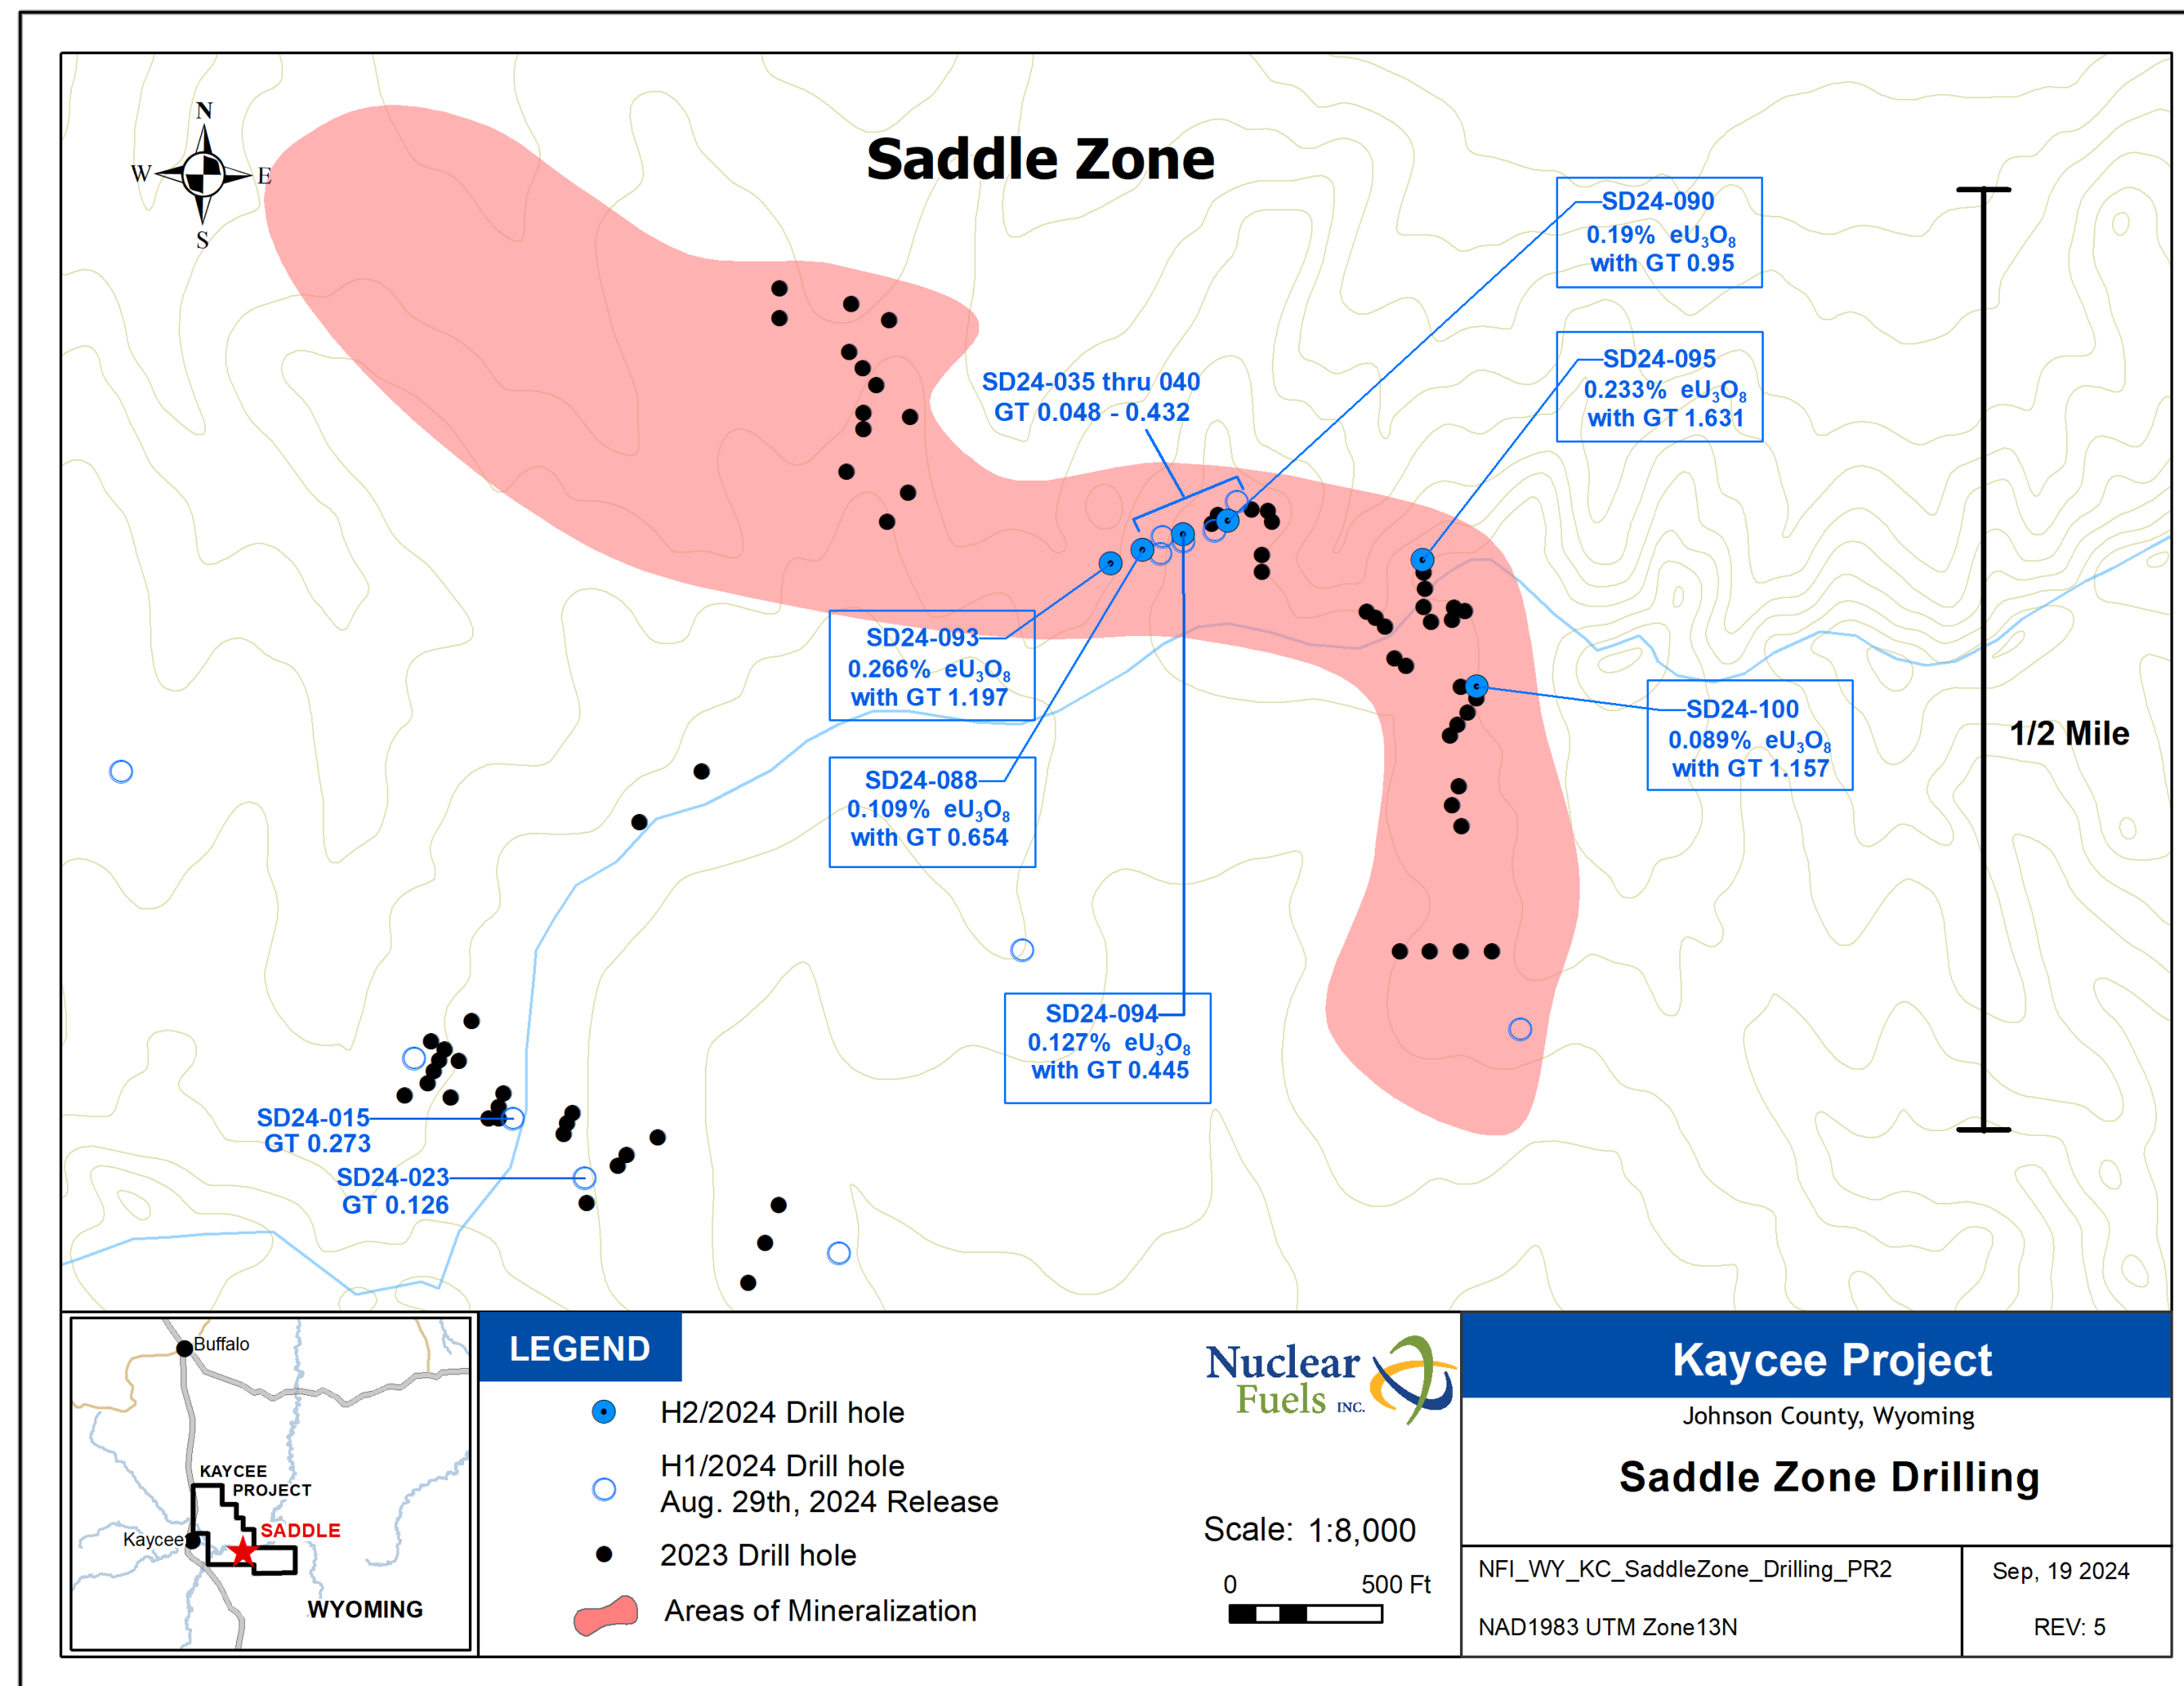 N
W
E
S
Saddle Zone
SD24-090
0.19% eU₃O₈
with GT 0.95
SD24-095
0.233% eU₃O₈
with GT 1.631
SD24-035 thru 040
GT 0.048 - 0.432
SD24-093
0.266% eU₃O₈
with GT 1.197
SD24-100
0.089% eU₃O₈
with GT 1.157
1/2 Mile
SD24-088
0.109% eU₃O₈
with GT 0.654
SD24-094
0.127% eU₃O₈
with GT 0.445
SD24-015
GT 0.273
SD24-023
GT 0.126
Buffalo
KAYCEE
PROJECT
SADDLE
Kaycee
WYOMING
LEGEND
H2/2024 Drill hole
H1/2024 Drill hole
Aug. 29th, 2024 Release
2023 Drill hole
Areas of Mineralization
Nuclear
Fuels INC.
Scale: 1:8,000
0 500 Ft
Kaycee Project
Johnson County, Wyoming
Saddle Zone Drilling
NFI_WY_KC_SaddleZone_Drilling_PR2
Sep, 19 2024
NAD1983 UTM Zone13N
REV: 5